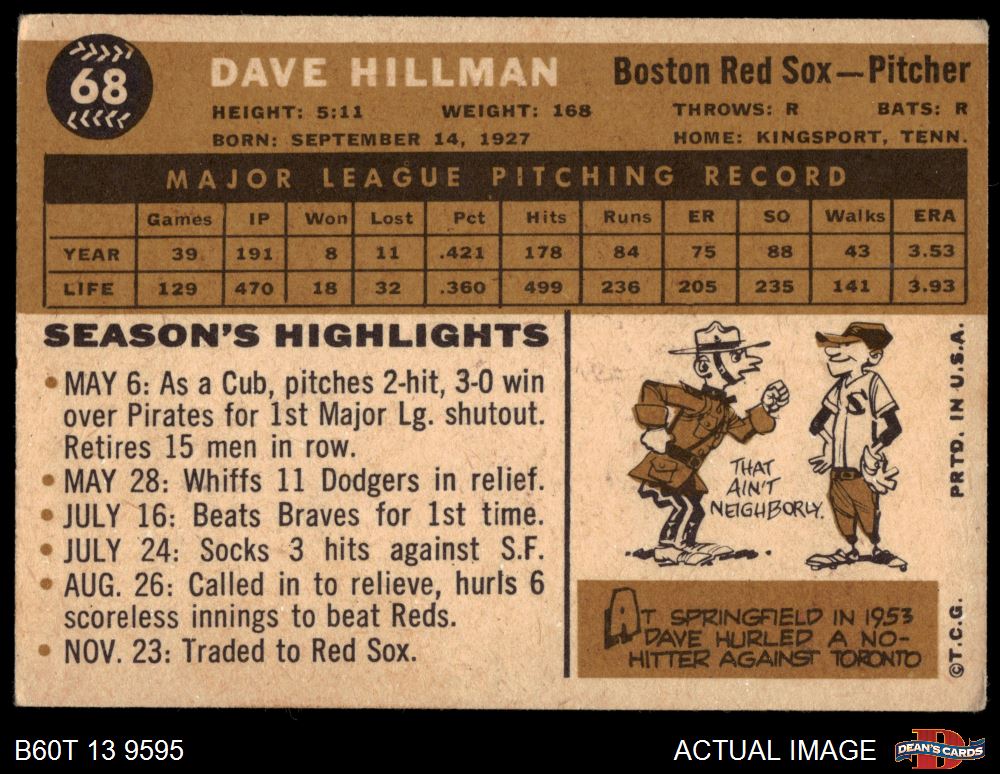 68
DAVE HILLMAN
Boston Red Sox—Pitcher
HEIGHT: 5:11 WEIGHT: 168 THROWS: R BATS: R
BORN: SEPTEMBER 14, 1927 HOME: KINGSPORT, TENN.
MAJOR LEAGUE PITCHING RECORD
Games IP Won Lost Pct Hits Runs ER SO Walks ERA
YEAR 39 191 8 11 .421 178 84 75 88 43 3.53
LIFE 129 470 18 32 .360 499 236 205 235 141 3.93
SEASON'S HIGHLIGHTS
• MAY 6: As a Cub, pitches 2-hit, 3-0 win
over Pirates for 1st Major Lg. shutout.
Retires 15 men in row.
• MAY 28: Whiffs 11 Dodgers in relief.
• JULY 16: Beats Braves for 1st time.
• JULY 24: Socks 3 hits against S.F.
• AUG. 26: Called in to relieve, hurls 6
scoreless innings to beat Reds.
• NOV. 23: Traded to Red Sox.
S
THAT
AIN'T
NEIGHBORLY.
AT SPRINGFIELD IN 1953
DAVE HURLED A NO-
HITTER AGAINST TORONTO
©T.C.G. PRTD. IN U.S.A.
B60T 13 9595
ACTUAL IMAGE
D
DEAN'S CARDS